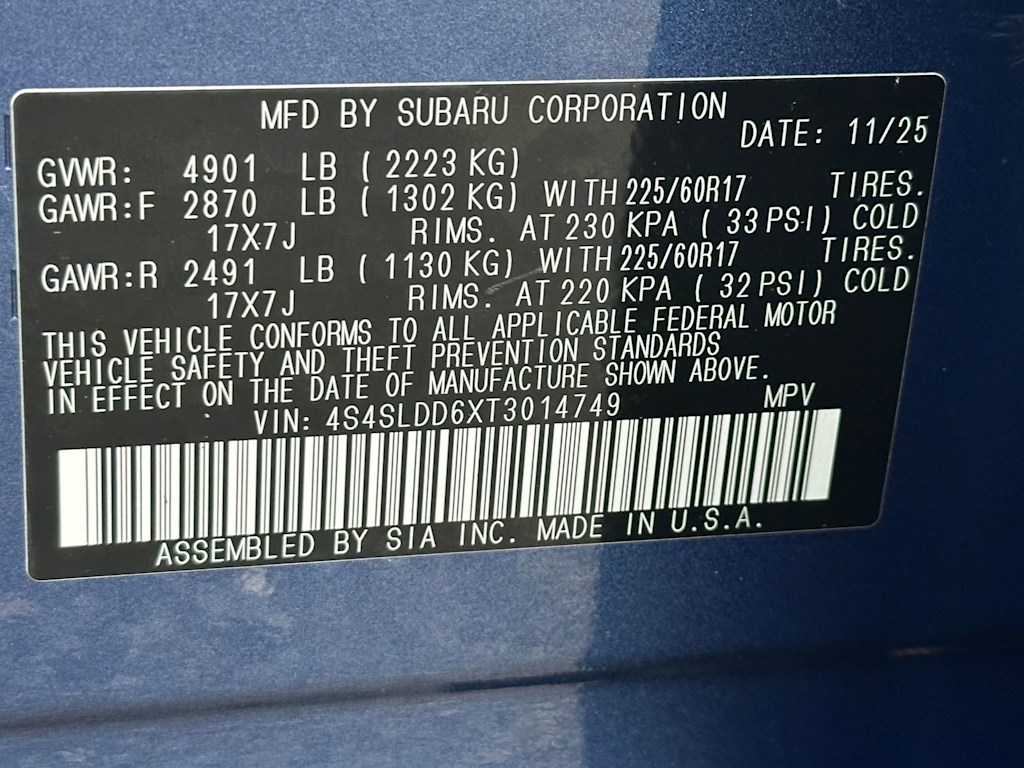 MFD BY SUBARU CORPORATION
DATE: 11/25
GVWR: 4901 LB ( 2223 KG)
GAWR:F 2870 LB ( 1302 KG) WITH 225/60R17 TIRES.
17X7J RIMS. AT 230 KPA ( 33 PSI) COLD
GAWR:R 2491 LB ( 1130 KG) WITH 225/60R17 TIRES.
17X7J RIMS. AT 220 KPA ( 32 PSI) COLD
THIS VEHICLE CONFORMS TO ALL APPLICABLE FEDERAL MOTOR
VEHICLE SAFETY AND THEFT PREVENTION STANDARDS
IN EFFECT ON THE DATE OF MANUFACTURE SHOWN ABOVE.
VIN: 4S4SLDD6XT3014749 MPV
ASSEMBLED BY SIA INC. MADE IN U.S.A.